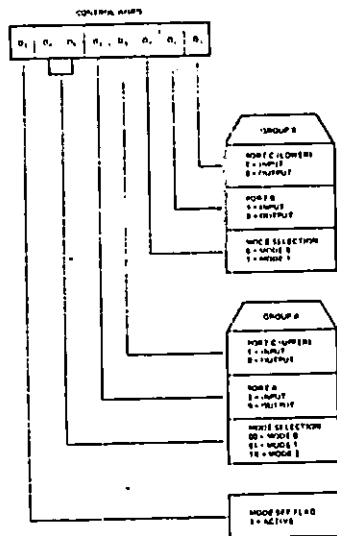 CONTROL WORD
D7 D6 D5 D4 D3 D2 D1 D0
GROUP B
PORT C (LOWER)
1 = INPUT
0 = OUTPUT
PORT B
1 = INPUT
0 = OUTPUT
MODE SELECTION
0 = MODE 0
1 = MODE 1
GROUP A
PORT C (UPPER)
1 = INPUT
0 = OUTPUT
PORT A
1 = INPUT
0 = OUTPUT
MODE SELECTION
00 = MODE 0
01 = MODE 1
1X = MODE 2
MODE SET FLAG
1 = ACTIVE